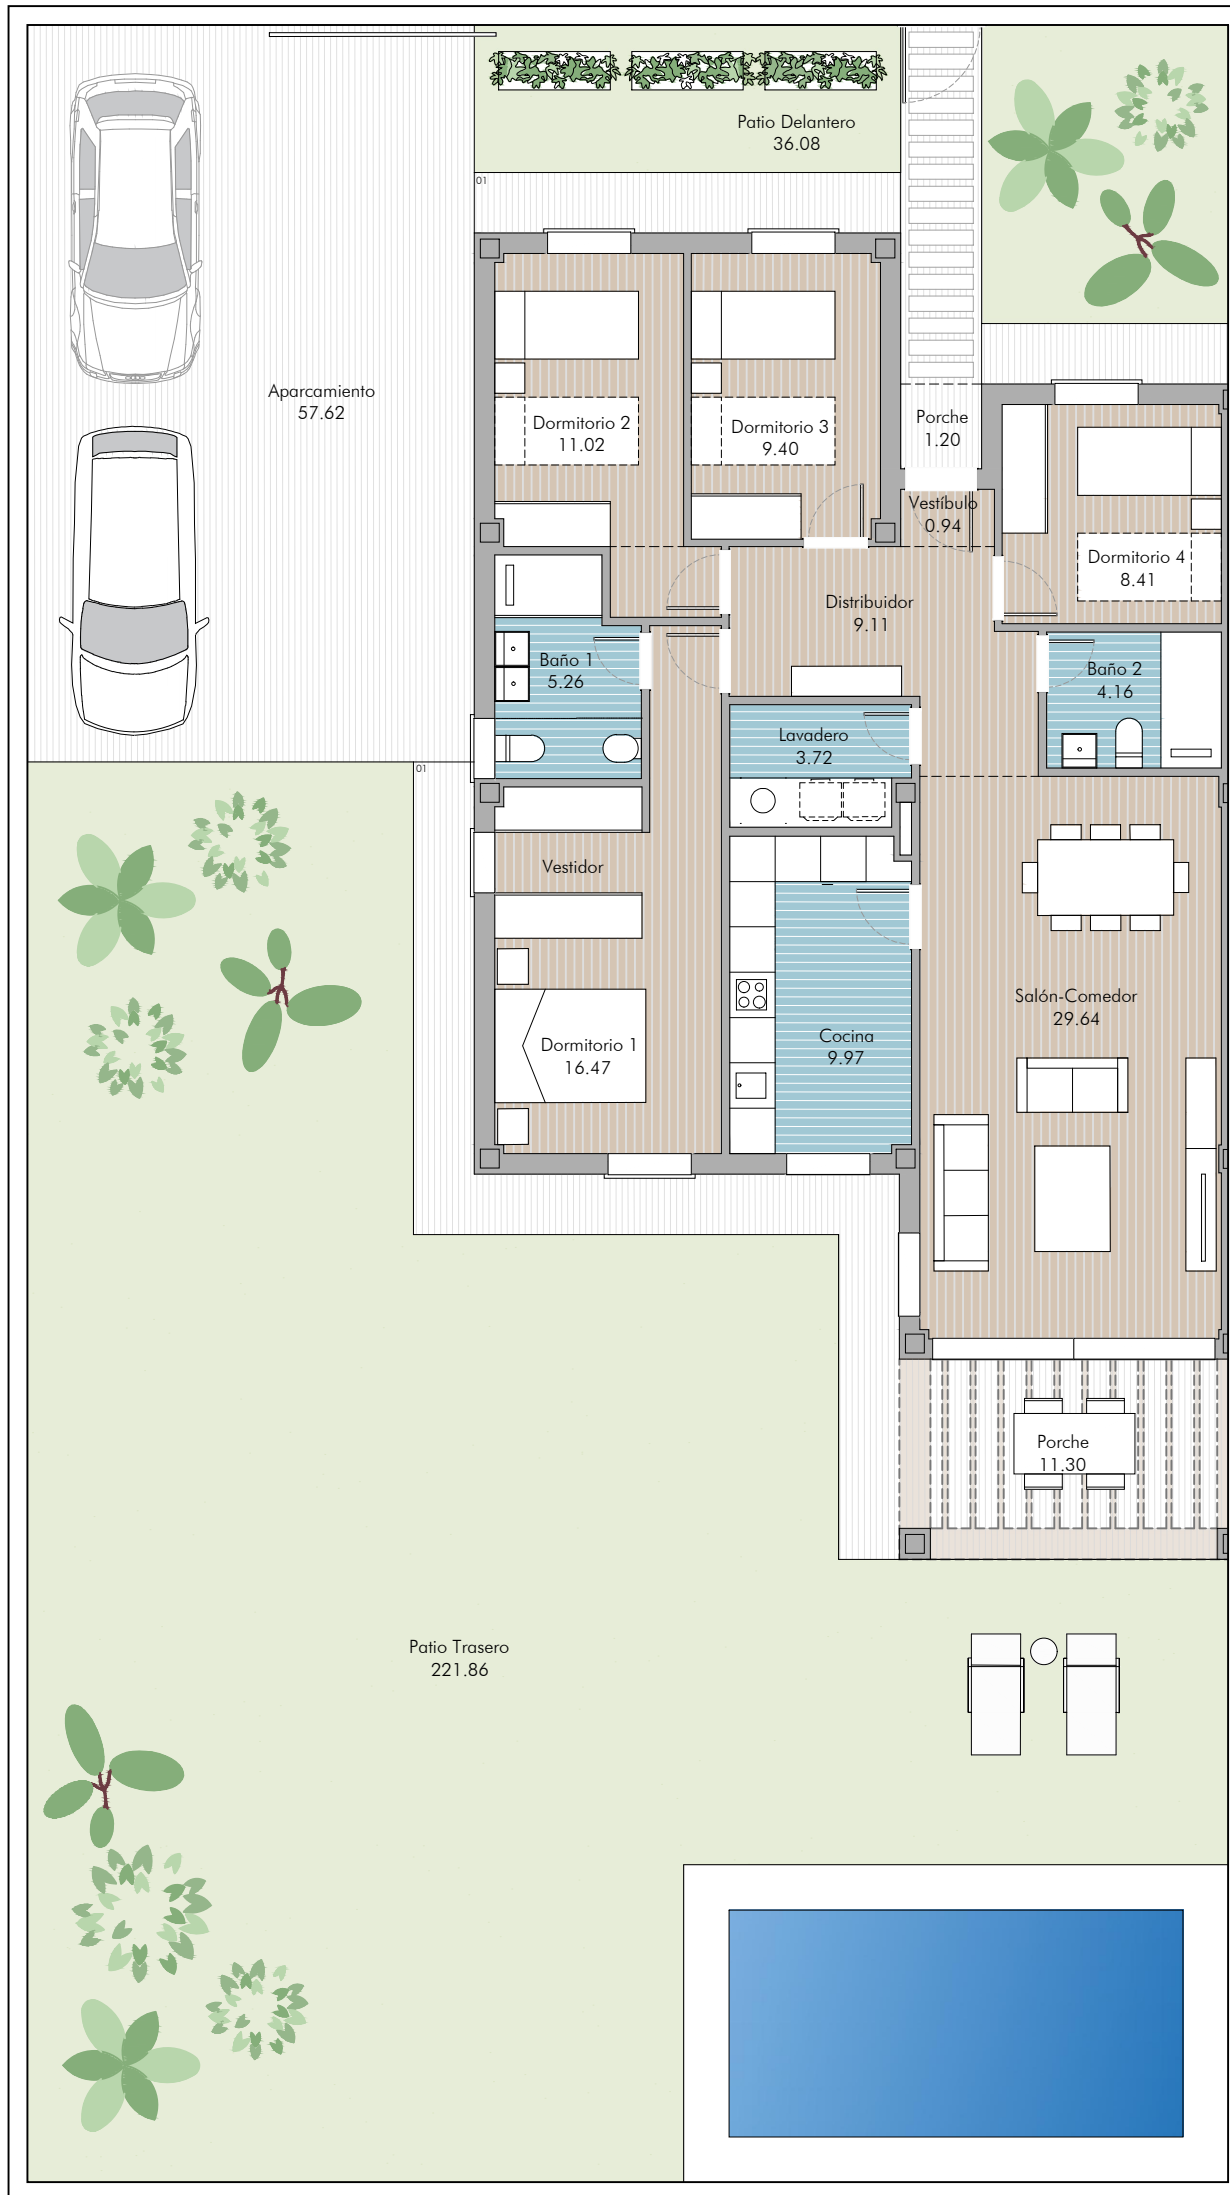 Patio Delantero
36.08
01
Aparcamiento
57.62
Dormitorio 2
11.02
Dormitorio 3
9.40
Porche
1.20
Vestíbulo
0.94
Dormitorio 4
8.41
Distribuidor
9.11
Baño 1
5.26
Baño 2
4.16
Lavadero
3.72
01
Vestidor
Salón-Comedor
29.64
Dormitorio 1
16.47
Cocina
9.97
Porche
11.30
Patio Trasero
221.86